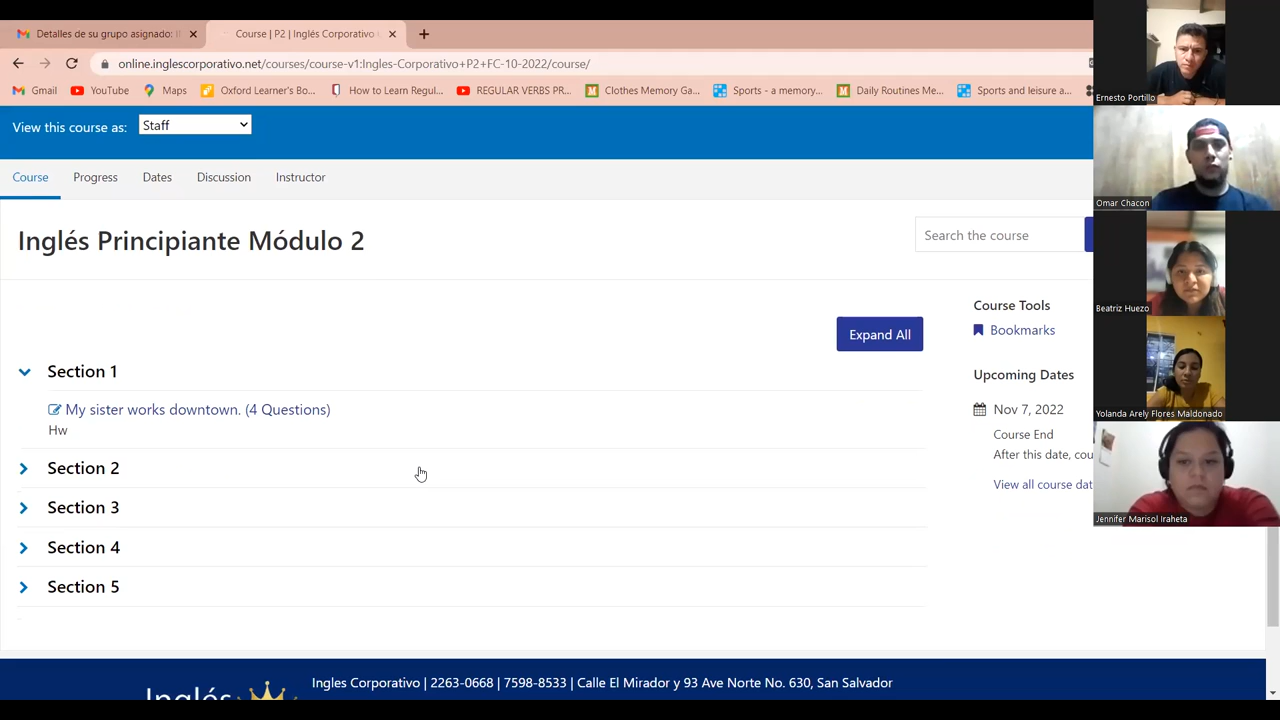 Detalles de su grupo asignado: I
Course | P2 | Inglés Corporativo
online.inglescorporativo.net/courses/course-v1:Ingles-Corporativo+P2+FC-10-2022/course/
Gmail
YouTube
Maps
Oxford Learner's Bo...
How to Learn Regul...
REGULAR VERBS PR...
Clothes Memory Ga...
Sports - a memory...
Daily Routines Me...
Sports and leisure a...
View this course as:
Staff
Course
Progress
Dates
Discussion
Instructor
Inglés Principiante Módulo 2
Search the course
Expand All
Section 1
My sister works downtown. (4 Questions)
Hw
Section 2
Section 3
Section 4
Section 5
Course Tools
Bookmarks
Upcoming Dates
Nov 7, 2022
Course End
After this date, cou
View all course dat
Inglés
Ingles Corporativo | 2263-0668 | 7598-8533 | Calle El Mirador y 93 Ave Norte No. 630, San Salvador
Ernesto Portillo
Omar Chacon
Beatriz Huezo
Yolanda Arely Flores Maldonado
Jennifer Marisol Iraheta